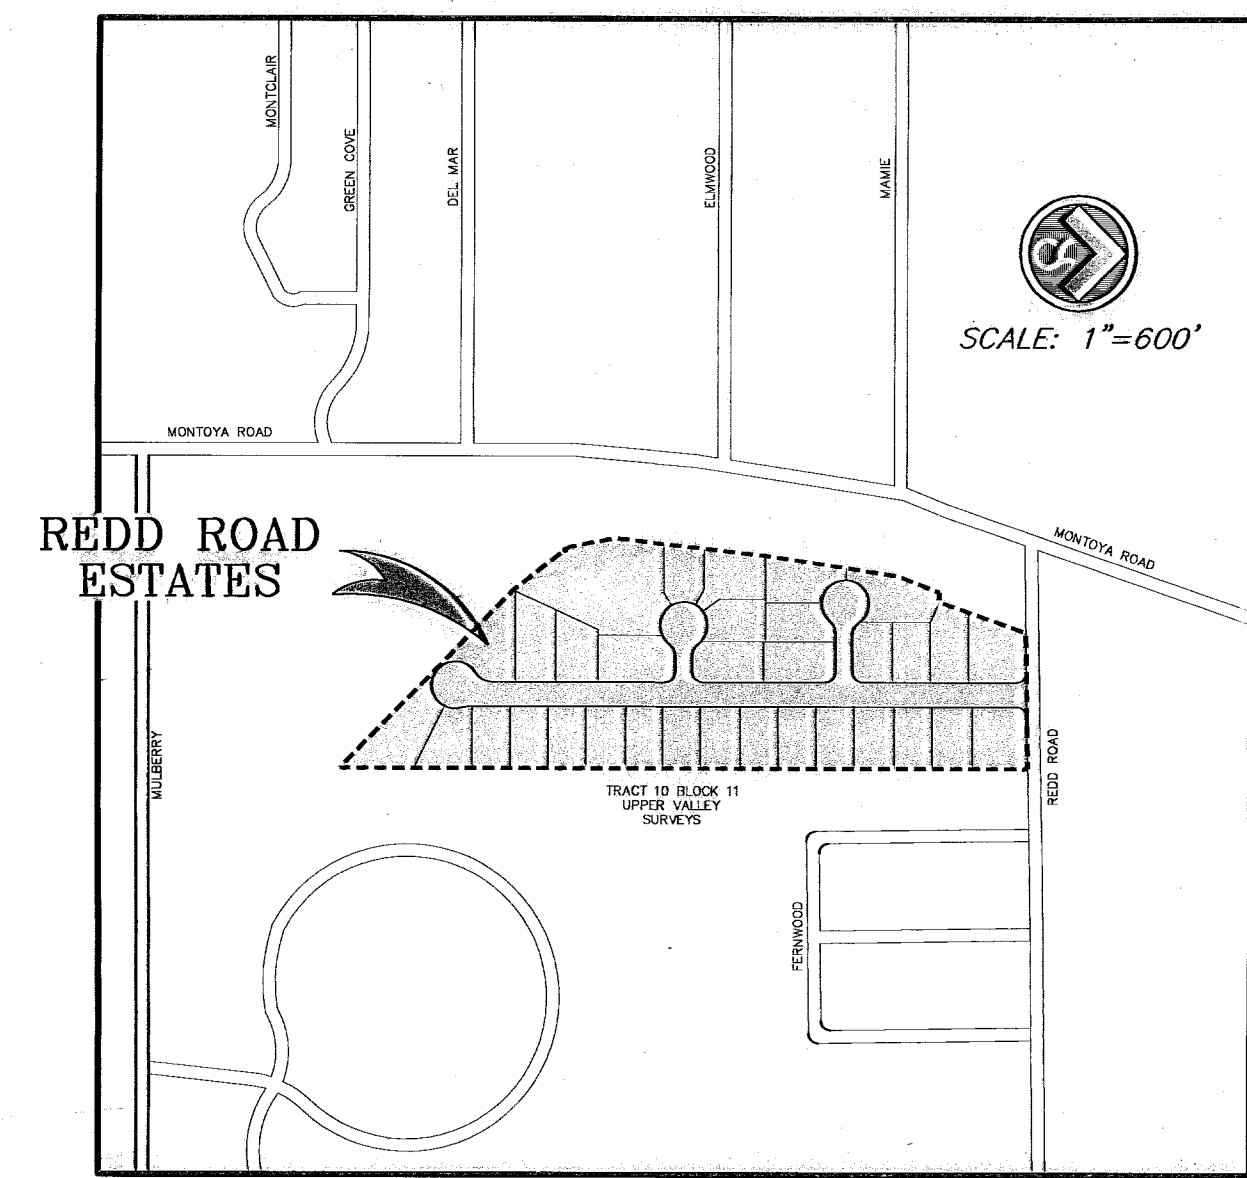 MONTCLAIR
GREEN COVE
DEL MAR
ELMWOOD
MAMIE
SCALE: 1"=600'
MONTOYA ROAD
REDD ROAD
ESTATES
MONTOYA ROAD
MULBERRY
REDD ROAD
TRACT 10 BLOCK 11
UPPER VALLEY
SURVEYS
FERNWOOD